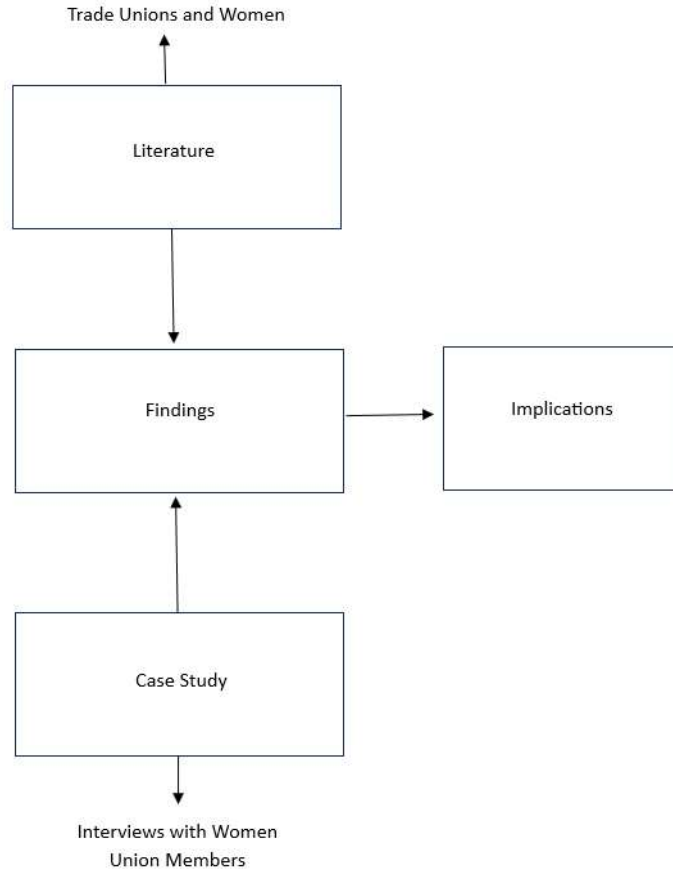 Trade Unions and Women
Literature
Findings
Implications
Case Study
Interviews with Women
Union Members